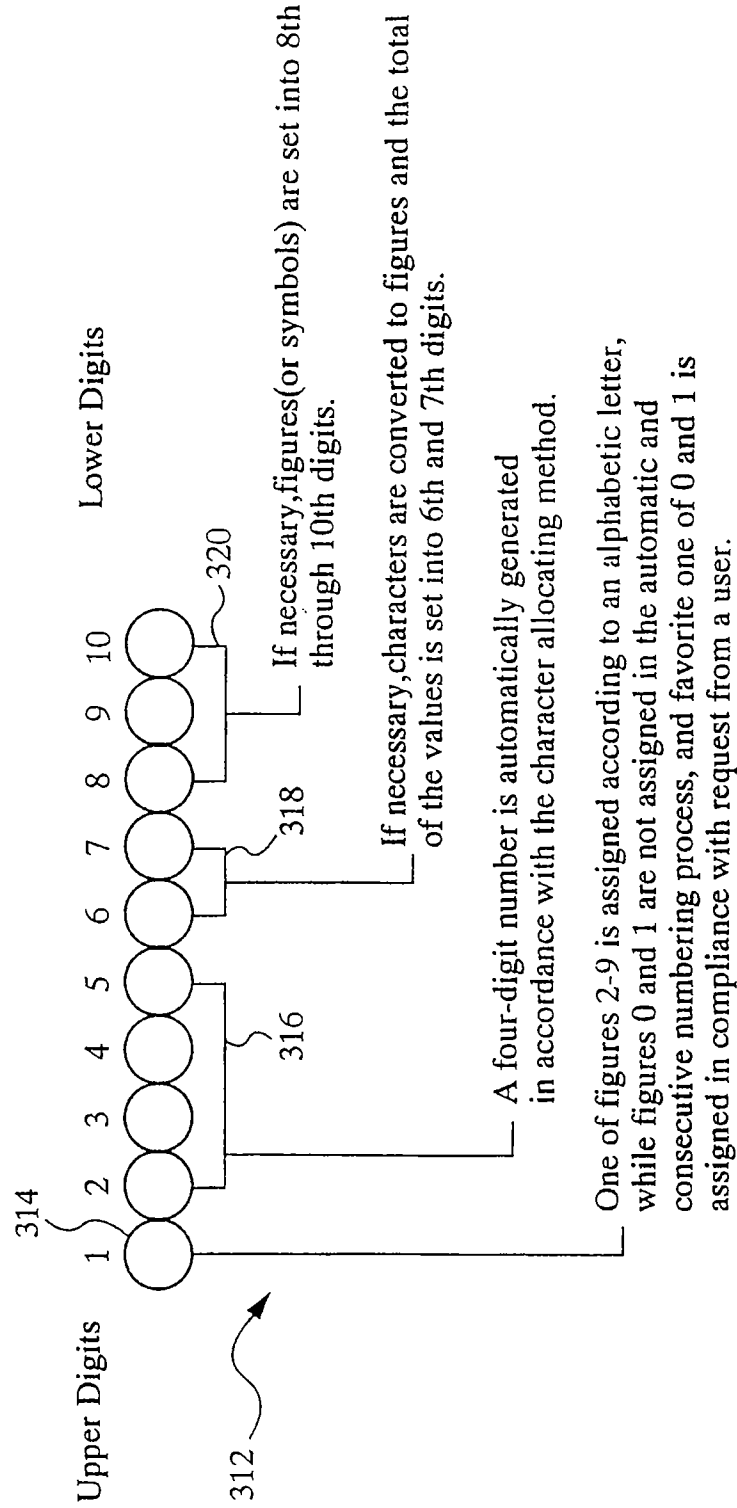 Upper Digits
Lower Digits
314
1 2 3 4 5 6 7 8 9 10
312
316
318
320
If necessary,figures(or symbols) are set into 8th
through 10th digits.
If necessary,characters are converted to figures and the total
of the values is set into 6th and 7th digits.
A four-digit number is automatically generated
in accordance with the character allocating method.
One of figures 2-9 is assigned according to an alphabetic letter,
while figures 0 and 1 are not assigned in the automatic and
consecutive numbering process, and favorite one of 0 and 1 is
assigned in compliance with request from a user.